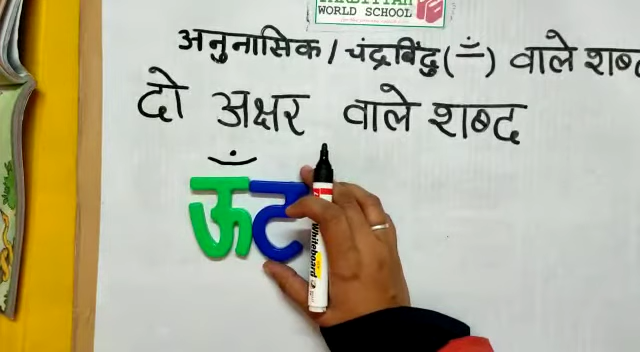 WORLD SCHOOL
अनुनासिक / चंद्रबिंदु (ँ) वाले शब्द
दो अक्षर वाले शब्द
ऊँट
Whiteboard